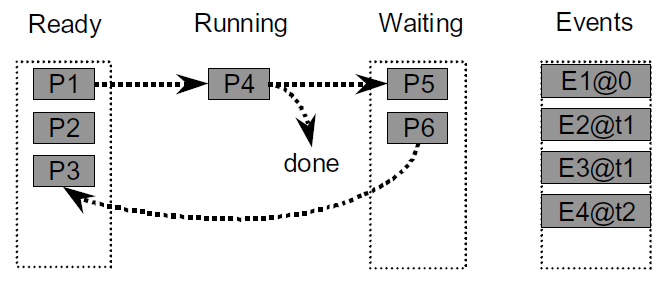 Ready Running Waiting Events
P1 P4 P5 E1@0
P2 P6 E2@t1
P3 done E3@t1
E4@t2